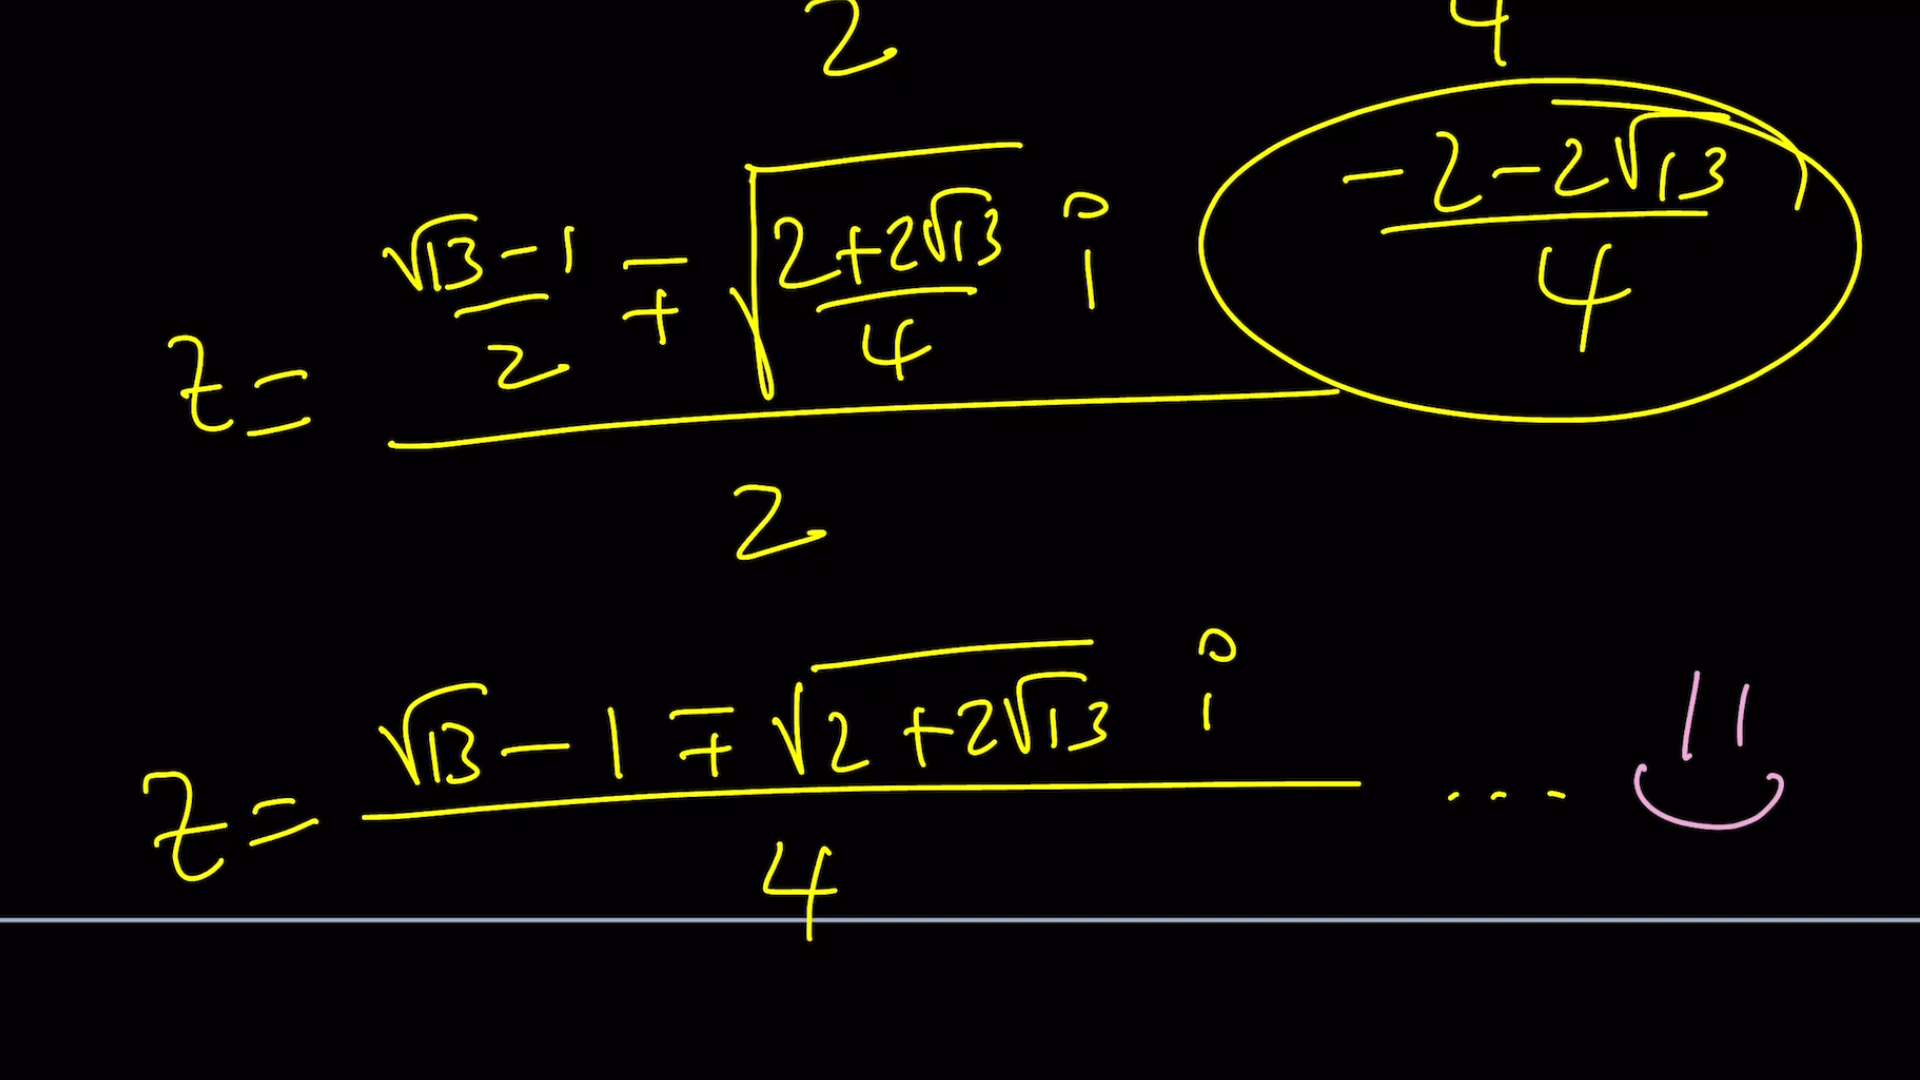 2 4
z = (√13 - 1)/2 ∓ √((2 + 2√13)/4) i (-2 - 2√13)/4
2
z = (√13 - 1 ∓ √(2 + 2√13) i)/4 ...